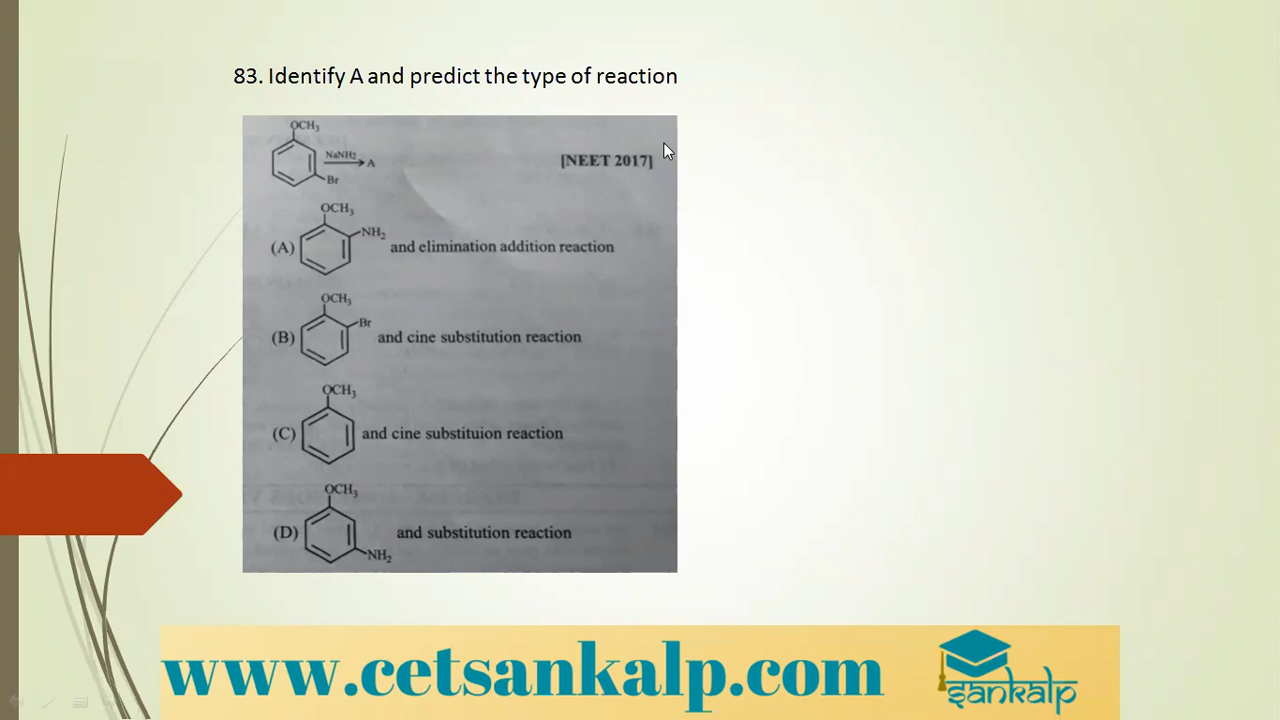 83. Identify A and predict the type of reaction
OCH3
NaNH2
A
[NEET 2017]
Br
OCH3
NH2
(A)
and elimination addition reaction
OCH3
Br
(B)
and cine substitution reaction
OCH3
(C)
and cine substituion reaction
OCH3
(D)
and substitution reaction
NH2
www.cetsankalp.com
sankalp